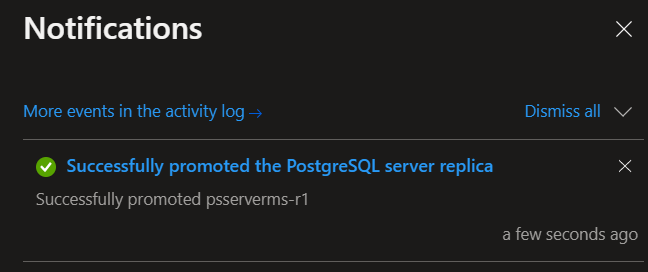 Notifications
More events in the activity log →
Dismiss all
Successfully promoted the PostgreSQL server replica
Successfully promoted psserverms-r1
a few seconds ago